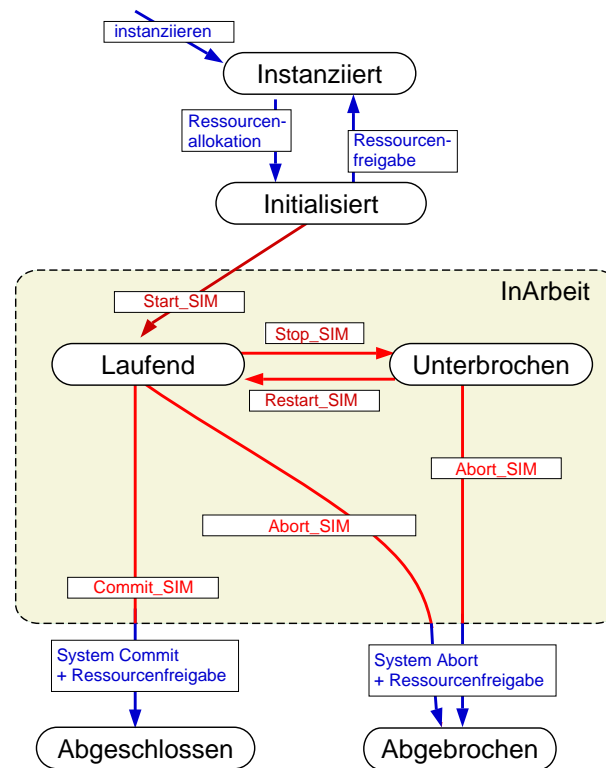 instanziieren
Instanziiert
Ressourcen-
allokation
Ressourcen-
freigabe
Initialisiert
InArbeit
Start_SIM
Stop_SIM
Laufend
Unterbrochen
Restart_SIM
Abort_SIM
Abort_SIM
Commit_SIM
System Commit
+ Ressourcenfreigabe
System Abort
+ Ressourcenfreigabe
Abgeschlossen
Abgebrochen